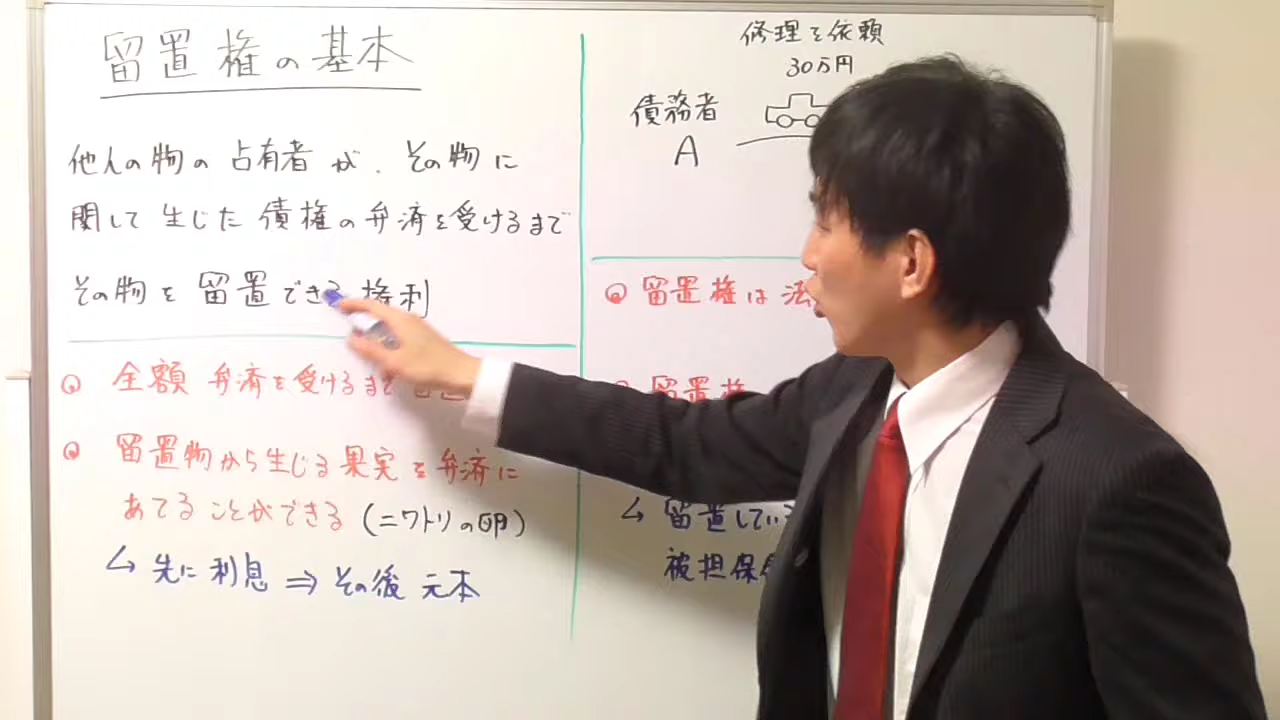 留置権の基本
他人の物の占有者が、その物に
関して生じた債権の弁済を受けるまで
その物を留置できる権利
全額弁済を受けるまで
留置物から生じる果実を弁済に
あてることができる(ニワトリの卵)
↳ 先に利息 ⇒ その後 元本
修理を依頼
30万円
債務者
A
留置権は法
留置権
↳ 留置してい
被担保